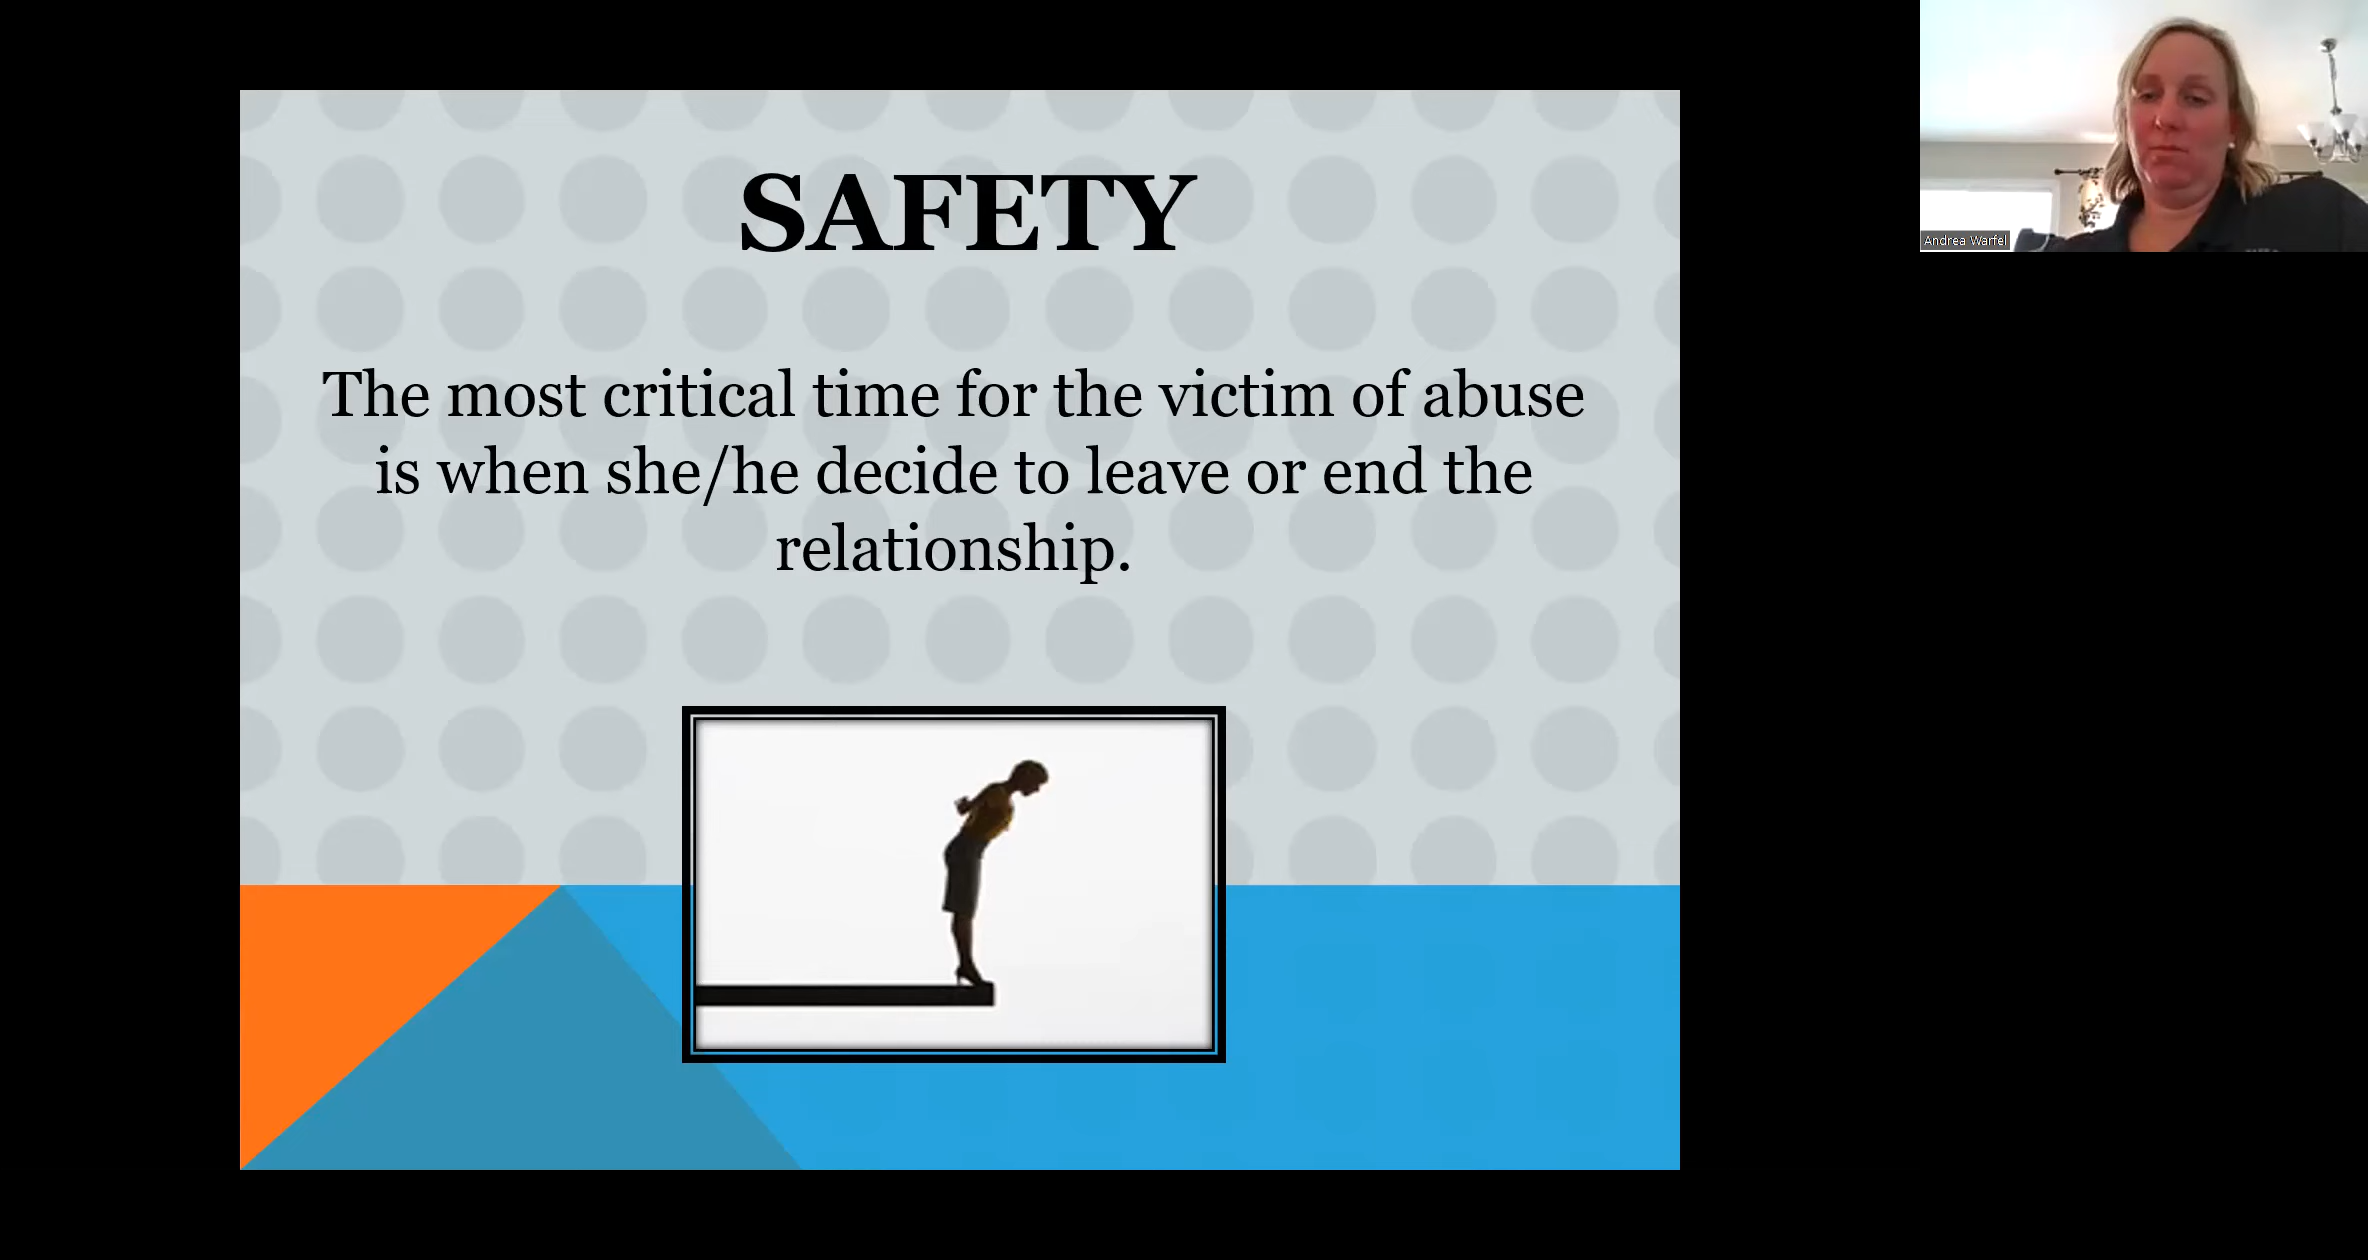 SAFETY
The most critical time for the victim of abuse
is when she/he decide to leave or end the
relationship.
Andrea Warfel